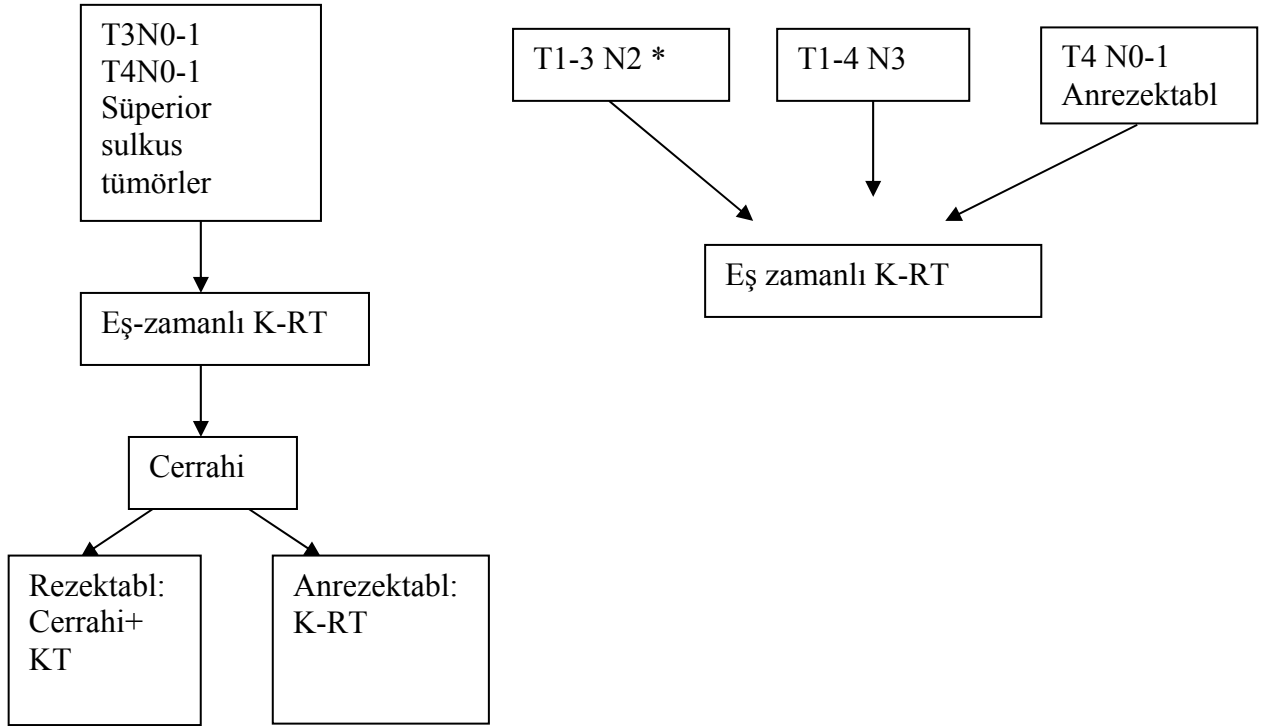 T3N0-1
T4N0-1
Süperior
sulkus
tümörler
T1-3 N2 *
T1-4 N3
T4 N0-1
Anrezektabl
Eş zamanlı K-RT
Eş-zamanlı K-RT
Cerrahi
Rezektabl:
Cerrahi+
KT
Anrezektabl:
K-RT